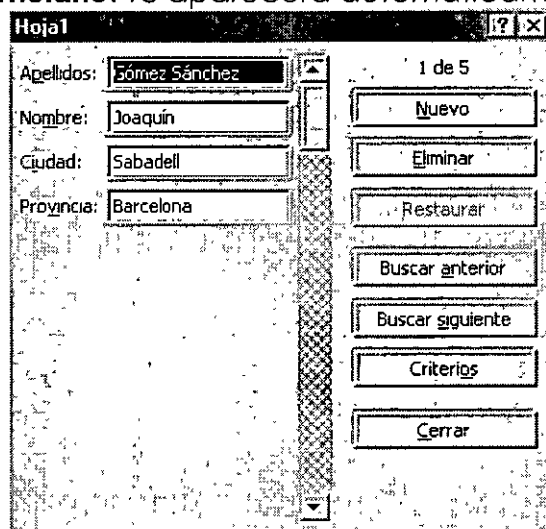 aparecerá
Hoja1
1 de 5
Apellidos: Gómez Sánchez
Nuevo
Nombre: Joaquín
Eliminar
Ciudad: Sabadell
Restaurar
Provincia: Barcelona
Buscar anterior
Buscar siguiente
Criterios
Cerrar